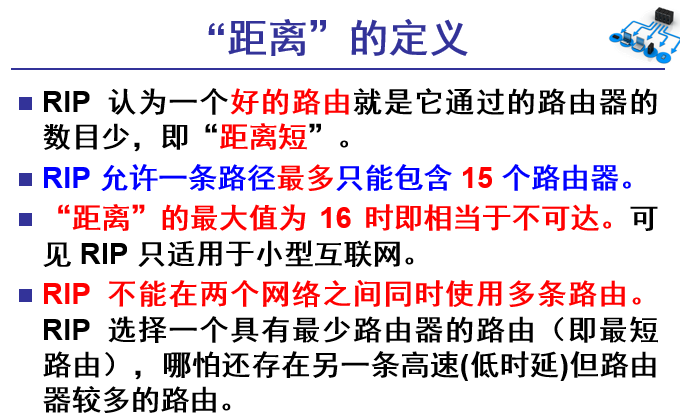 “距离”的定义
RIP 认为一个好的路由就是它通过的路由器的
数目少，即“距离短”。
RIP 允许一条路径最多只能包含 15 个路由器。
“距离”的最大值为 16 时即相当于不可达。可
见 RIP 只适用于小型互联网。
RIP 不能在两个网络之间同时使用多条路由。
RIP 选择一个具有最少路由器的路由（即最短
路由），哪怕还存在另一条高速(低时延)但路由
器较多的路由。